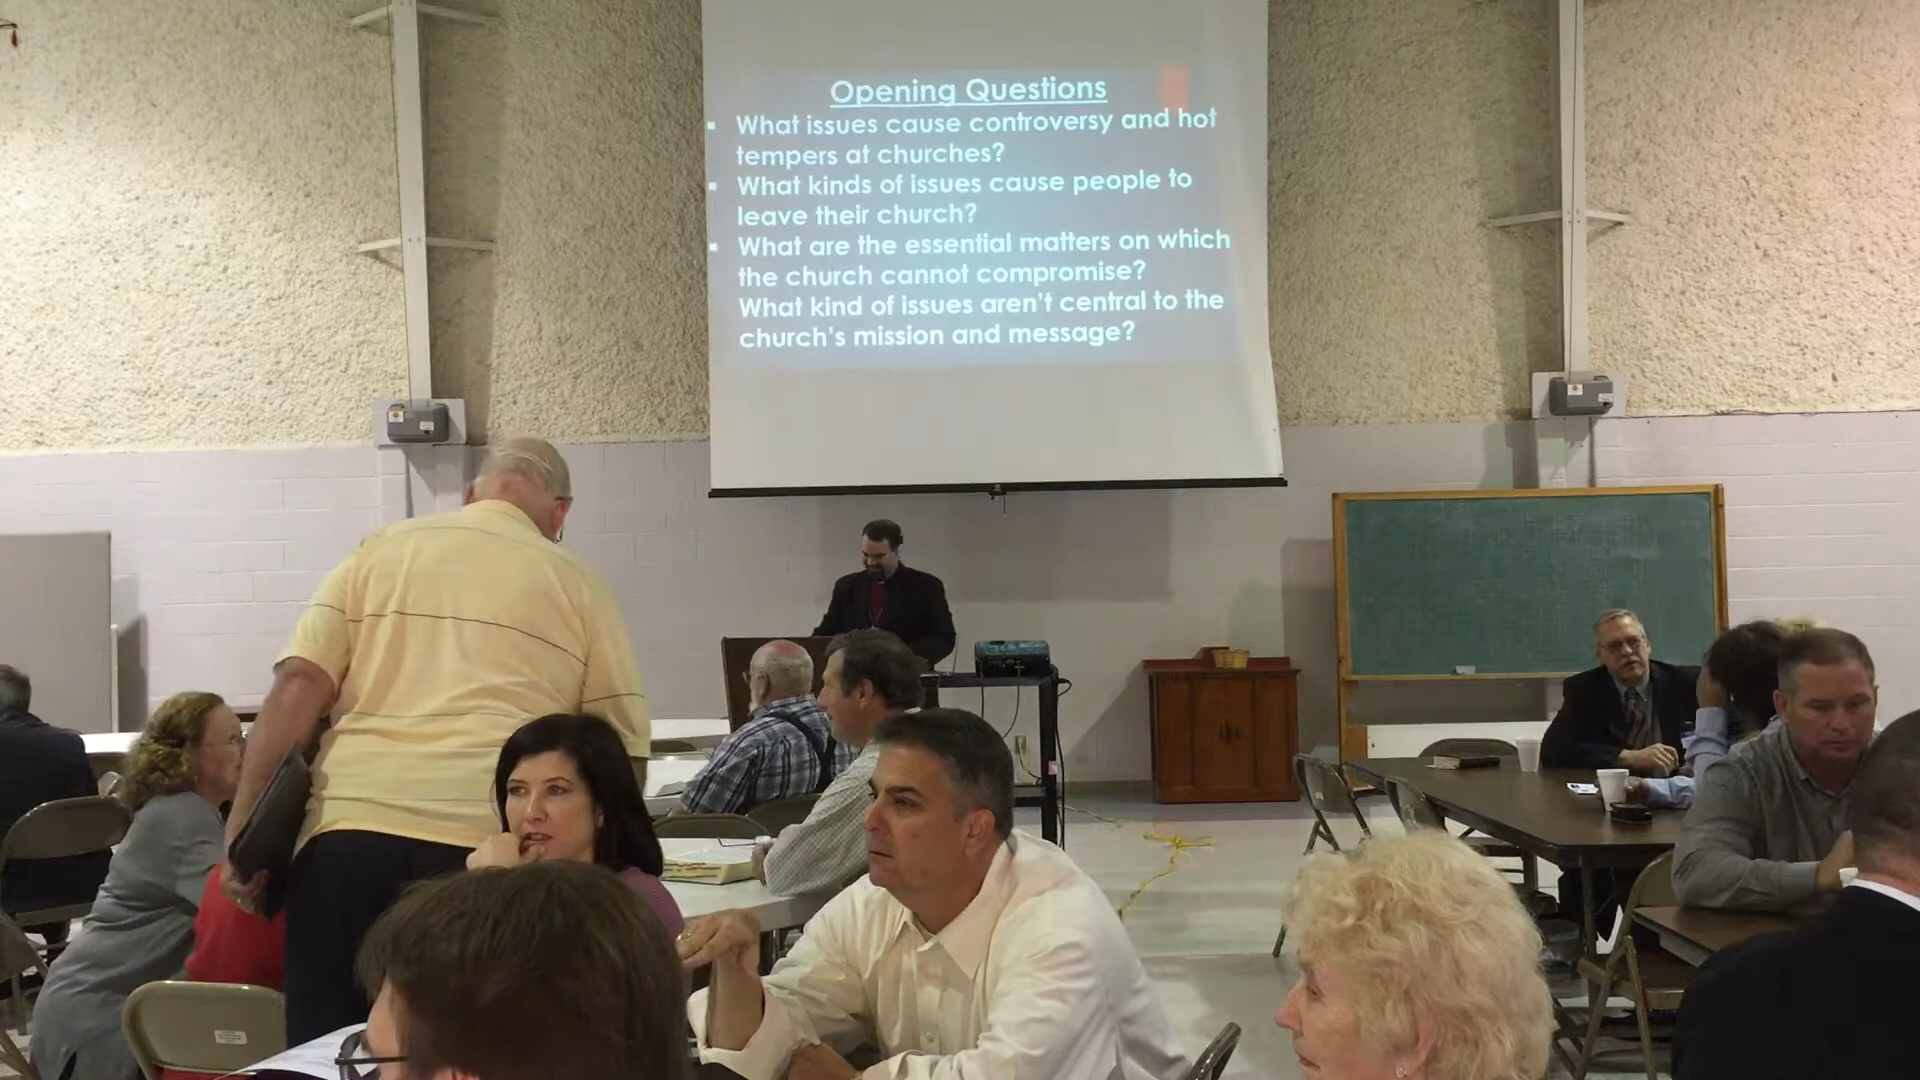 Opening Questions
▪ What issues cause controversy and hot
tempers at churches?
▪ What kinds of issues cause people to
leave their church?
▪ What are the essential matters on which
the church cannot compromise?
What kind of issues aren't central to the
church's mission and message?